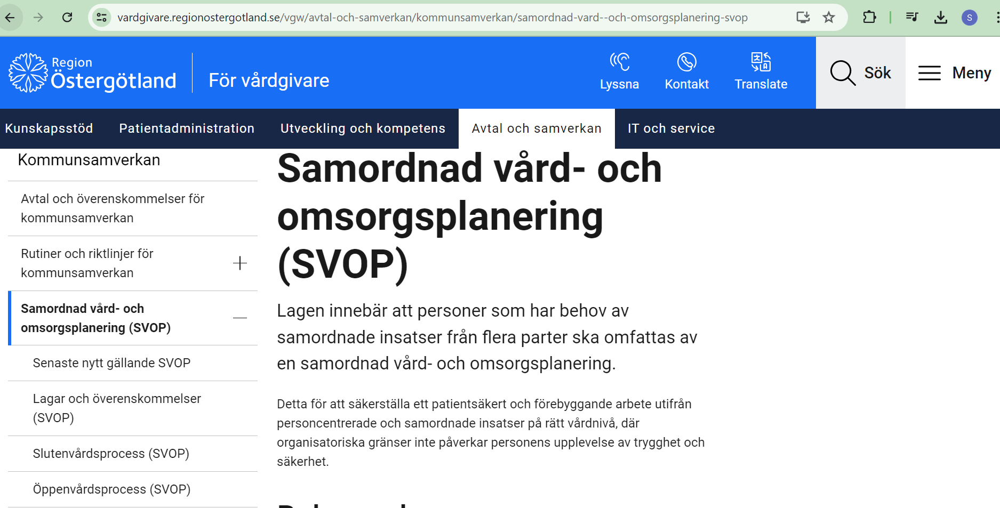 vardgivare.regionostergotland.se/vgw/avtal-och-samverkan/kommunsamverkan/samordnad-vard--och-omsorgsplanering-svop
S
Region
Östergötland
För vårdgivare
Lyssna
Kontakt
Translate
Sök
Meny
Kunskapsstöd
Patientadministration
Utveckling och kompetens
Avtal och samverkan
IT och service
Kommunsamverkan
Avtal och överenskommelser för
kommunsamverkan
Rutiner och riktlinjer för
kommunsamverkan
Samordnad vård- och
omsorgsplanering (SVOP)
Senaste nytt gällande SVOP
Lagar och överenskommelser
(SVOP)
Slutenvårdsprocess (SVOP)
Öppenvårdsprocess (SVOP)
Samordnad vård- och
omsorgsplanering
(SVOP)
Lagen innebär att personer som har behov av
samordnade insatser från flera parter ska omfattas av
en samordnad vård- och omsorgsplanering.
Detta för att säkerställa ett patientsäkert och förebyggande arbete utifrån
personcentrerade och samordnade insatser på rätt vårdnivå, där
organisatoriska gränser inte påverkar personens upplevelse av trygghet och
säkerhet.